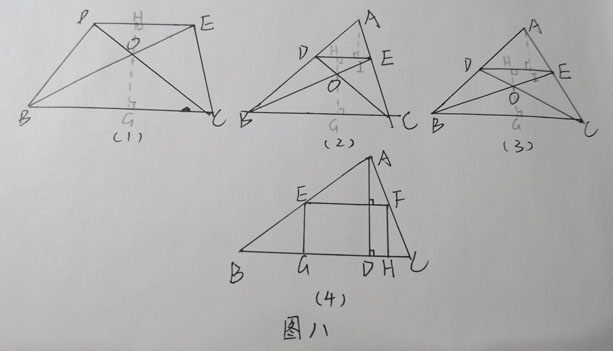 D H E
O
B G C
(1)
A
D H E
I
O
B G C
(2)
A
D H E
I
O
B G C
(3)
A
E F
B G D H C
(4)
图八